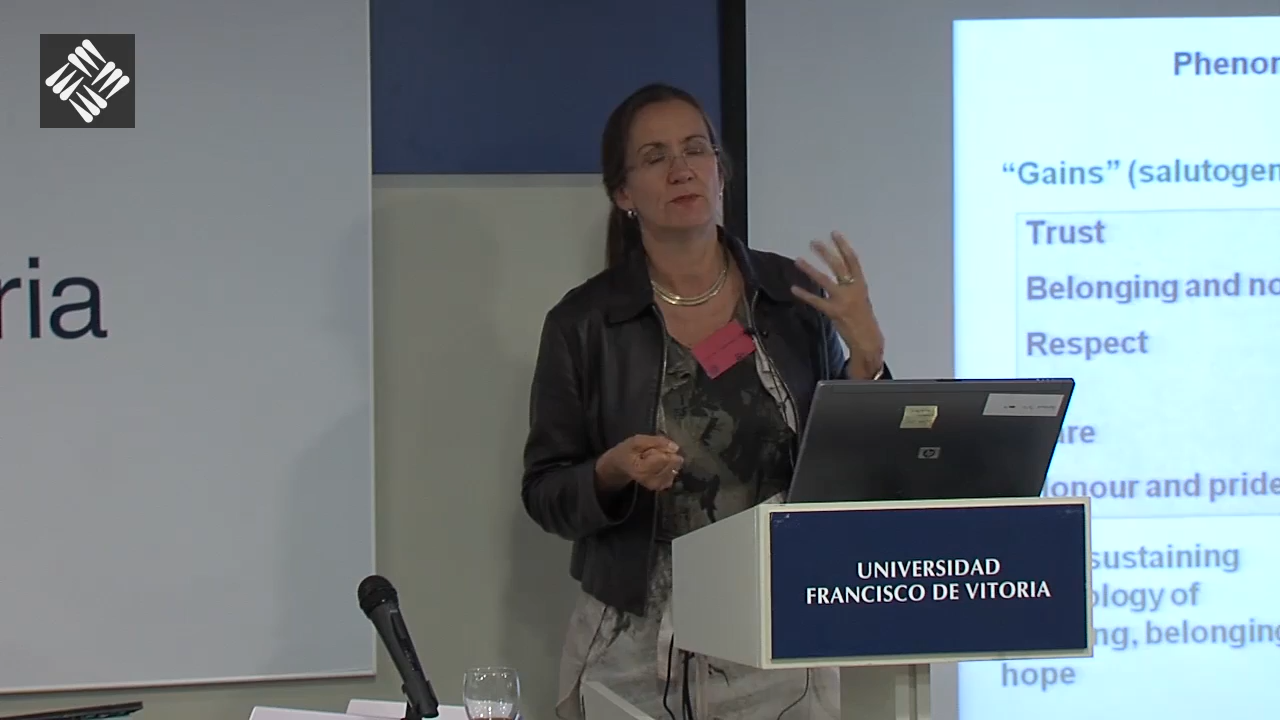 ria
Phenor
“Gains” (salutogen
Trust
Belonging and no
Respect
are
onour and pride
sustaining
ology of
ng, belonging
hope
UNIVERSIDAD
FRANCISCO DE VITORIA